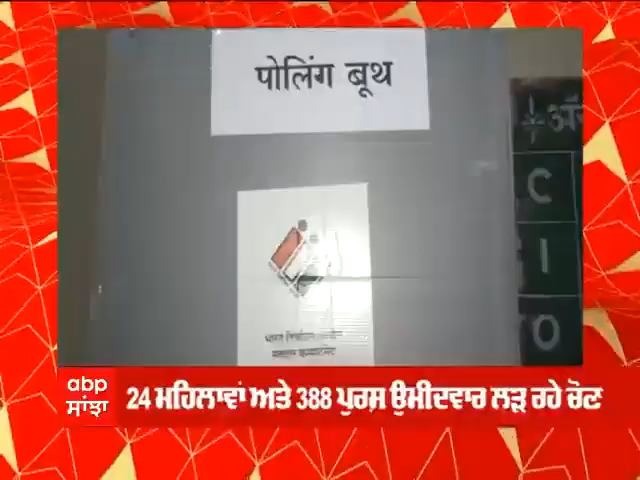 पोलिंग बूथ
C
I
O
abp
ਸਾਂਝਾ
24 ਮਹਿਲਾਵਾਂ ਅਤੇ 388 ਪੁਰਸ਼ ਉਮੀਦਵਾਰ ਲੜ ਰਹੇ ਚੋਣ